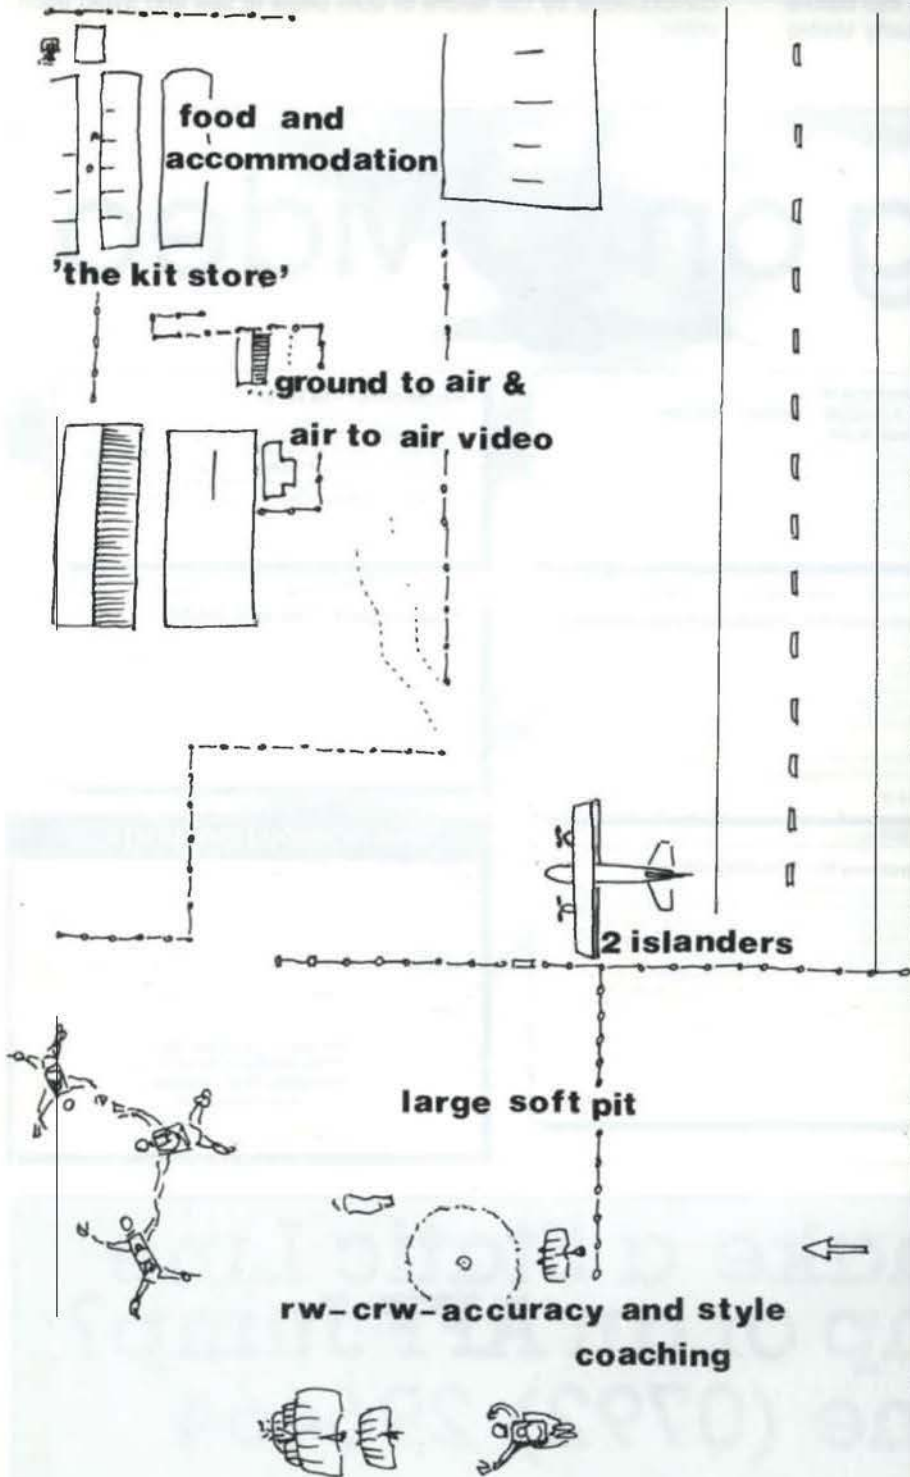 food and
accommodation
'the kit store'
ground to air &
air to air video
2 islanders
large soft pit
rw-crw-accuracy and style
coaching